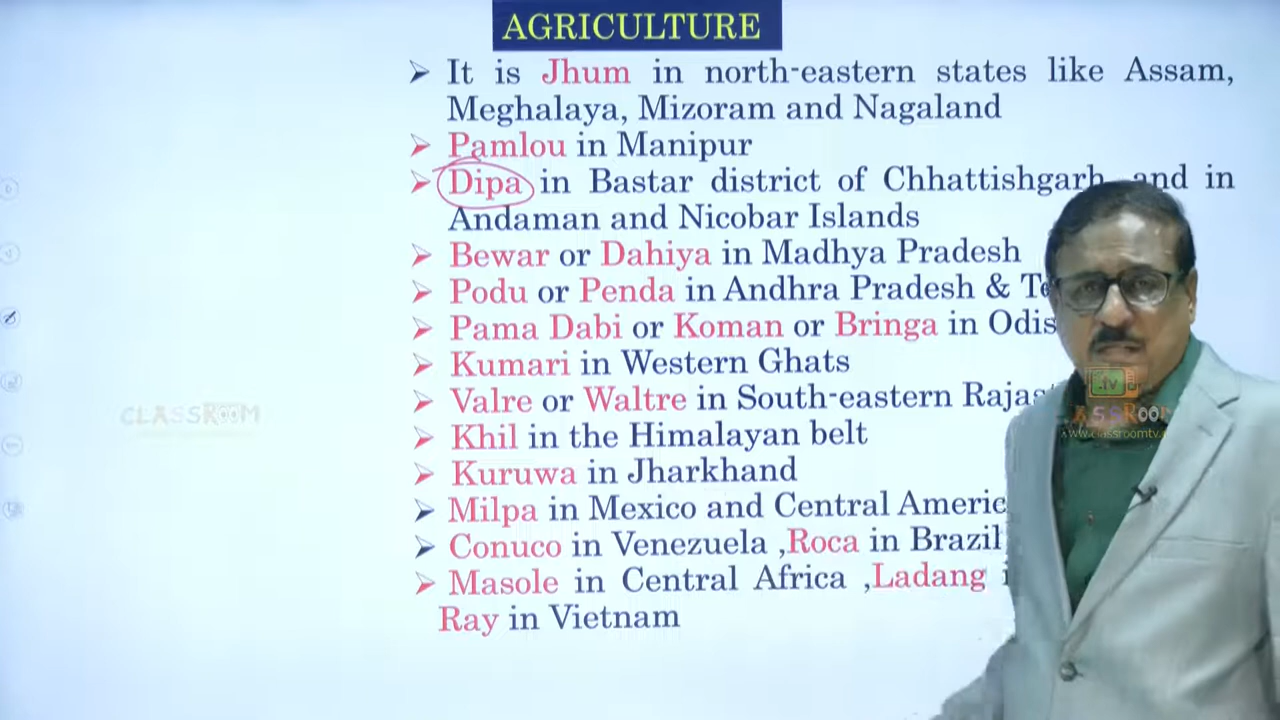 AGRICULTURE
➢ It is Jhum in north-eastern states like Assam,
Meghalaya, Mizoram and Nagaland
➢ Pamlou in Manipur
➢ Dipa in Bastar district of Chhattishgarh and in
Andaman and Nicobar Islands
➢ Bewar or Dahiya in Madhya Pradesh
➢ Podu or Penda in Andhra Pradesh &
➢ Pama Dabi or Koman or Bringa in
➢ Kumari in Western Ghats
➢ Valre or Waltre in South-eastern
➢ Khil in the Himalayan belt
➢ Kuruwa in Jharkhand
➢ Milpa in Mexico and Central
➢ Conuco in Venezuela ,Roca in Brazil
➢ Masole in Central Africa ,Ladang
Ray in Vietnam
CLASSROOM
.tv